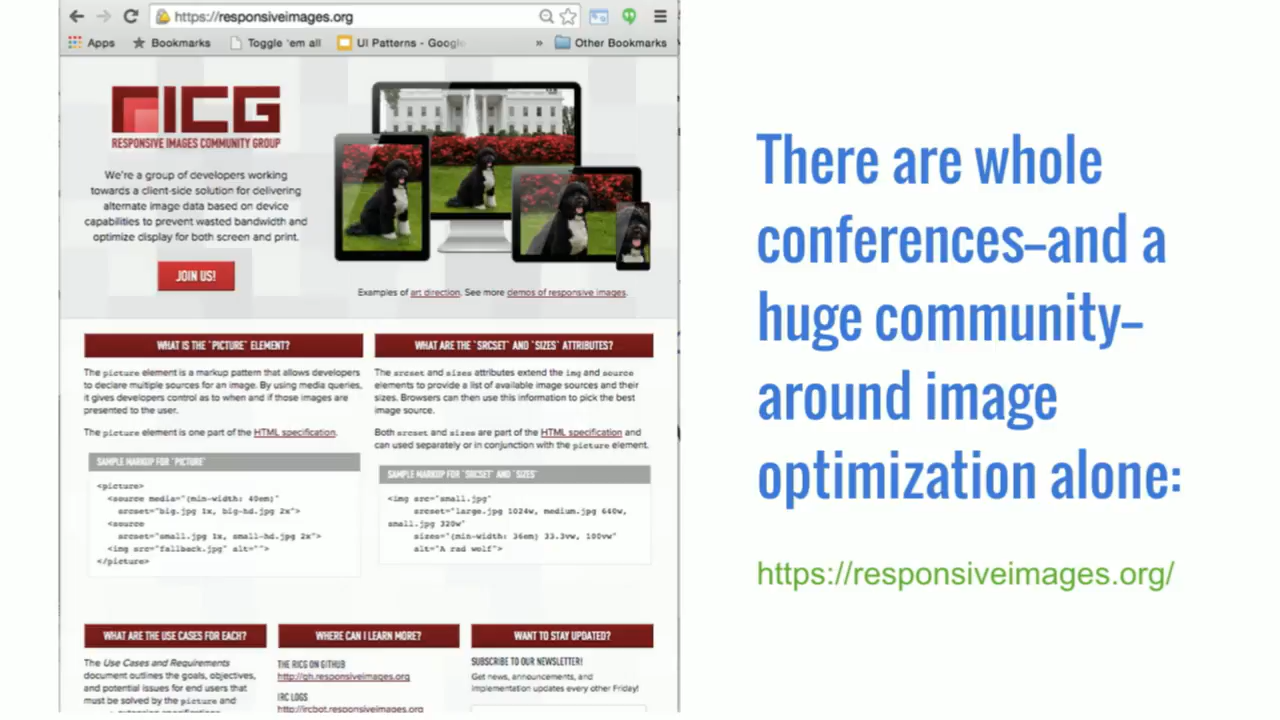 https://responsiveimages.org
Apps
Bookmarks
Toggle 'em all
UI Patterns - Google
»
Other Bookmarks
RICG
RESPONSIVE IMAGES COMMUNITY GROUP
We're a group of developers working
towards a client-side solution for delivering
alternate image data based on device
capabilities to prevent wasted bandwidth and
optimize display for both screen and print.
JOIN US!
Examples of art direction. See more demos of responsive images.
WHAT IS THE `PICTURE` ELEMENT?
The picture element is a markup pattern that allows developers
to declare multiple sources for an image. By using media queries,
it gives developers control as to when and if those images are
presented to the user.
The picture element is one part of the HTML specification.
SAMPLE MARKUP FOR `PICTURE`
<picture>
<source media="(min-width: 40em)"
srcset="big.jpg 1x, big-hd.jpg 2x">
<source
srcset="small.jpg 1x, small-hd.jpg 2x">
<img src="fallback.jpg" alt="">
</picture>
WHAT ARE THE `SRCSET` AND `SIZES` ATTRIBUTES?
The srcset and sizes attributes extend the img and source
elements to provide a list of available image sources and their
sizes. Browsers can then use this information to pick the best
image source.
Both srcset and sizes are part of the HTML specification and
can used separately or in conjunction with the picture element.
SAMPLE MARKUP FOR `SRCSET` AND `SIZES`
<img src="small.jpg"
srcset="large.jpg 1024w, medium.jpg 640w,
small.jpg 320w"
sizes="(min-width: 36em) 33.3vw, 100vw"
alt="A rad wolf">
WHAT ARE THE USE CASES FOR EACH?
The Use Cases and Requirements
document outlines the goals, objectives,
and potential issues for end users that
must be solved by the picture and
WHERE CAN I LEARN MORE?
THE RICG ON GITHUB
http://gh.responsiveimages.org
IRC LOGS
http://ircbot.responsiveimages.org
WANT TO STAY UPDATED?
SUBSCRIBE TO OUR NEWSLETTER!
Get news, announcements, and
implementation updates every other Friday!
There are whole
conferences–and a
huge community–
around image
optimization alone:
https://responsiveimages.org/